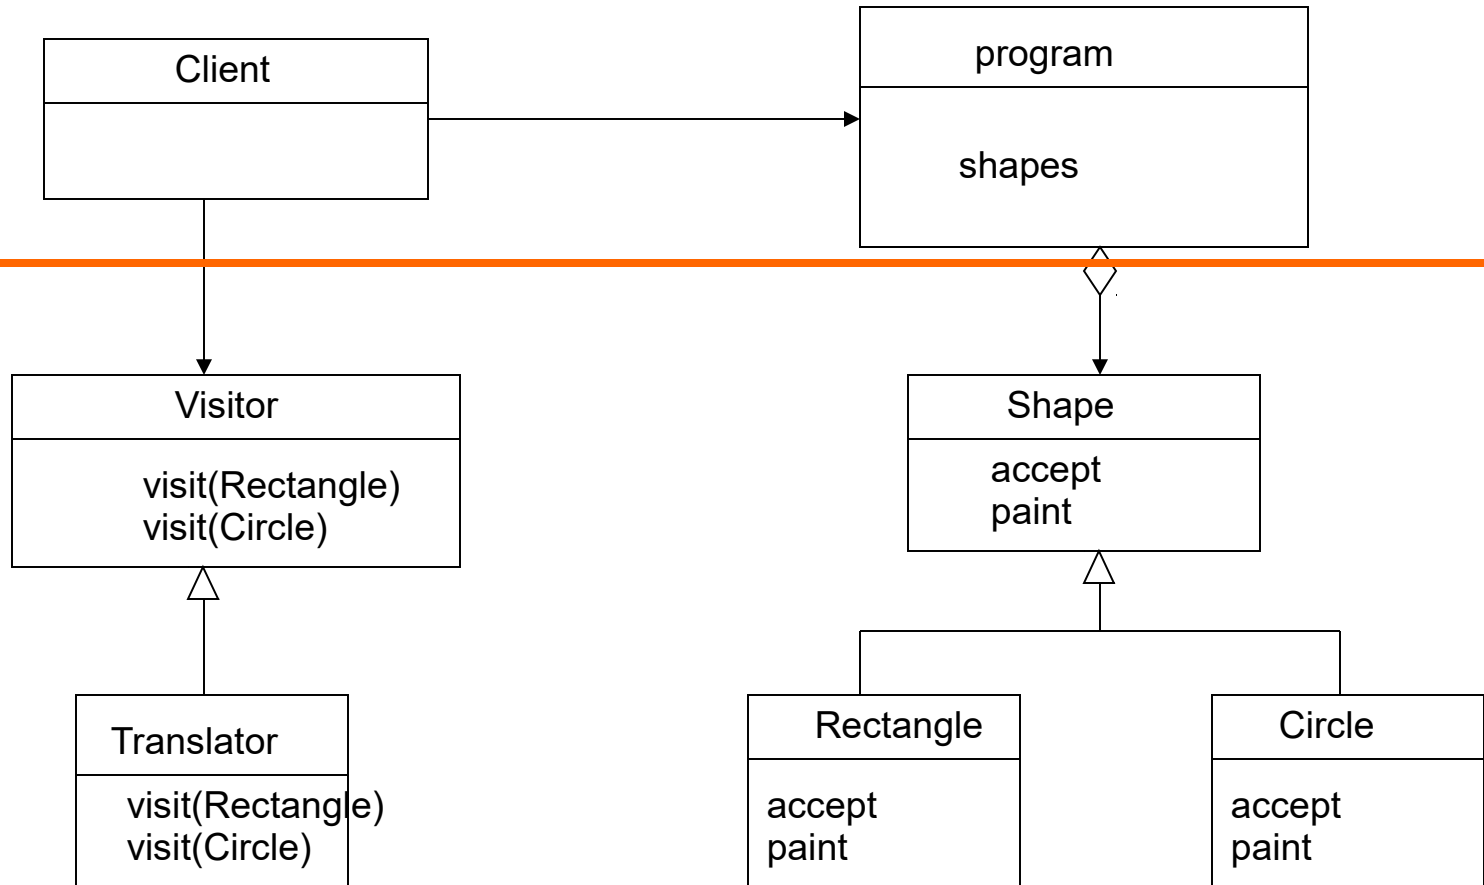 Client
program
shapes
Visitor
visit(Rectangle)
visit(Circle)
Shape
accept
paint
Translator
visit(Rectangle)
visit(Circle)
Rectangle
accept
paint
Circle
accept
paint